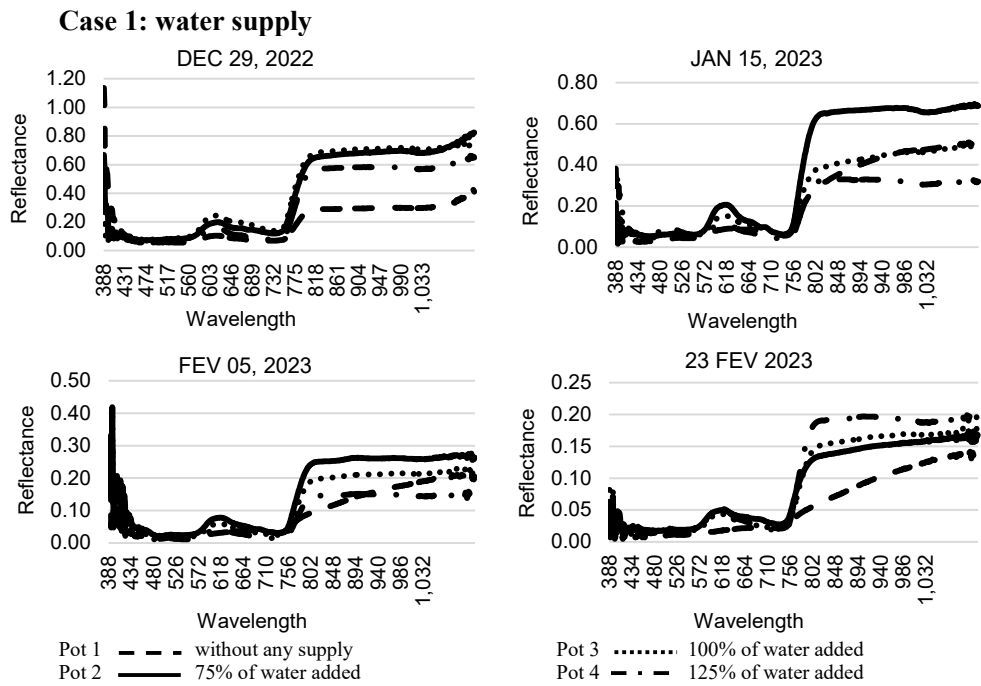 Case 1: water supply
DEC 29, 2022
Reflectance
1.20
1.00
0.80
0.60
0.40
0.20
0.00
388 431 474 517 560 603 646 689 732 775 818 861 904 947 990 1,033
Wavelength
JAN 15, 2023
Reflectance
0.80
0.60
0.40
0.20
0.00
388 434 480 526 572 618 664 710 756 802 848 894 940 986 1,032
Wavelength
FEV 05, 2023
Reflectance
0.50
0.40
0.30
0.20
0.10
0.00
388 434 480 526 572 618 664 710 756 802 848 894 940 986 1,032
Wavelength
23 FEV 2023
Reflectance
0.25
0.20
0.15
0.10
0.05
0.00
388 434 480 526 572 618 664 710 756 802 848 894 940 986 1,032
Wavelength
Pot 1 without any supply
Pot 2 75% of water added
Pot 3 100% of water added
Pot 4 125% of water added